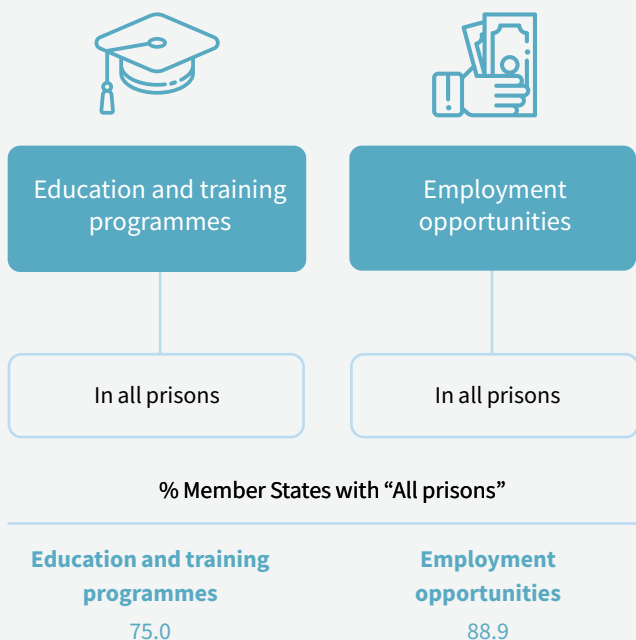 Education and training
programmes
Employment
opportunities
In all prisons
In all prisons
% Member States with “All prisons”
Education and training
programmes
75.0
Employment
opportunities
88.9